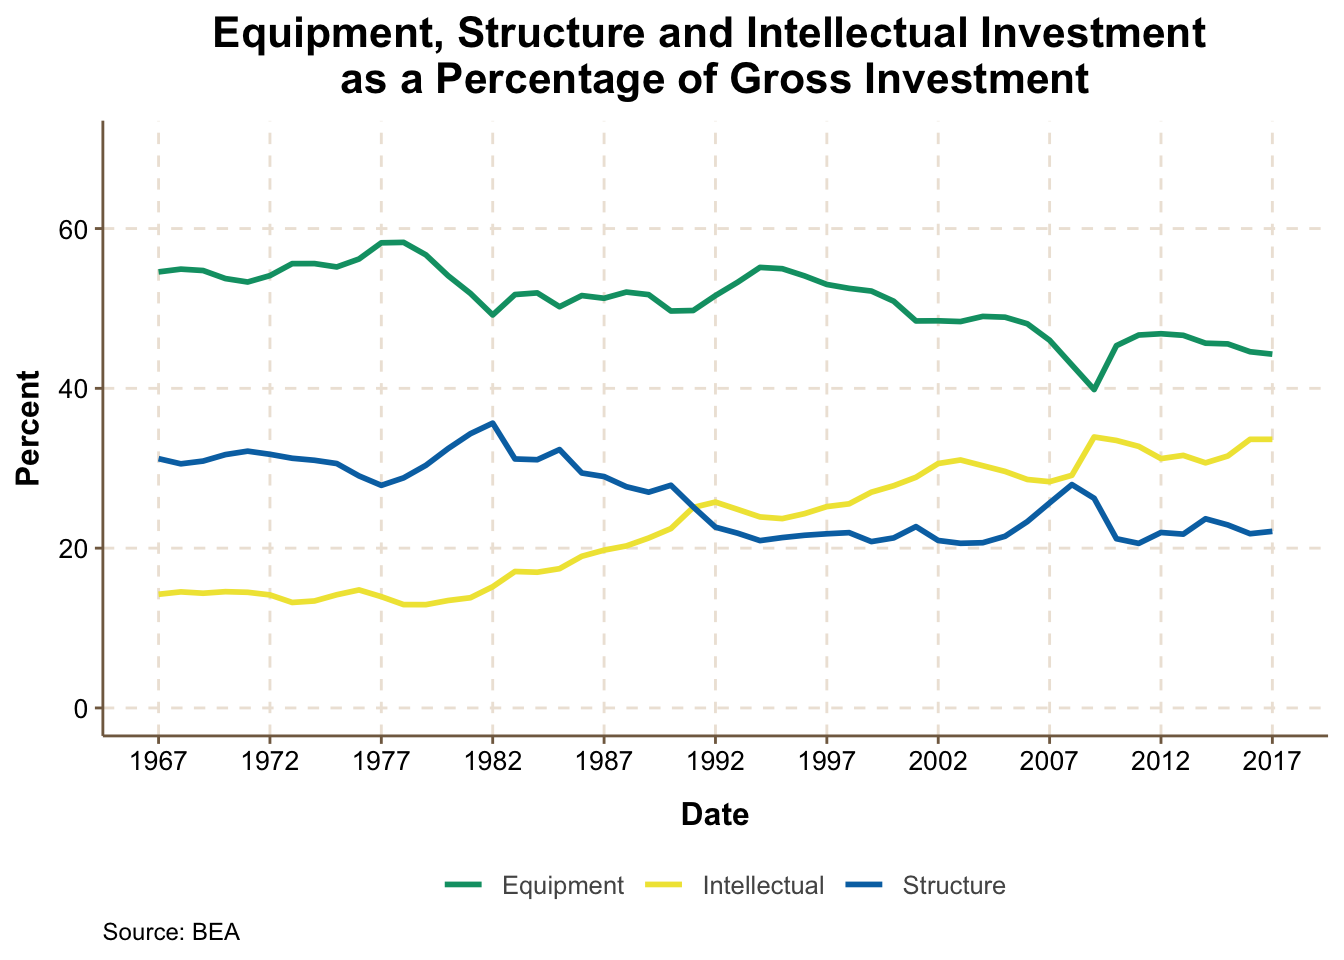 Equipment, Structure and Intellectual Investment
as a Percentage of Gross Investment
Percent
60
40
20
0
1967 1972 1977 1982 1987 1992 1997 2002 2007 2012 2017
Date
Equipment Intellectual Structure
Source: BEA